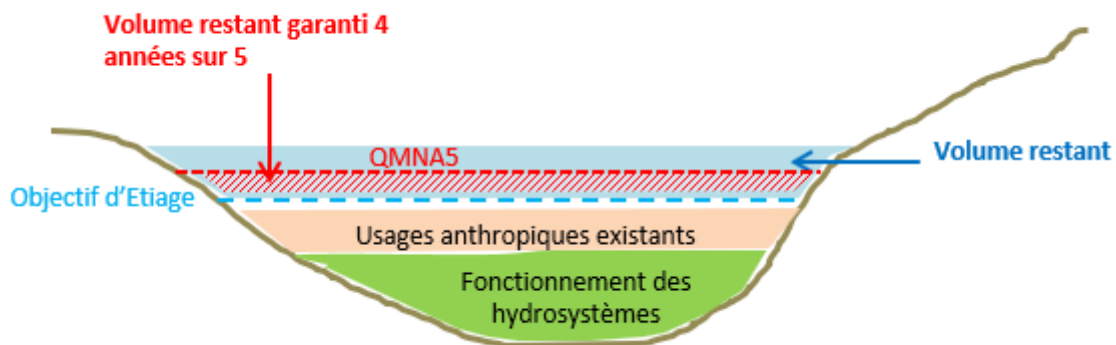 Volume restant garanti 4
années sur 5
QMNA5
Volume restant
Objectif d'Etiage
Usages anthropiques existants
Fonctionnement des
hydrosystèmes